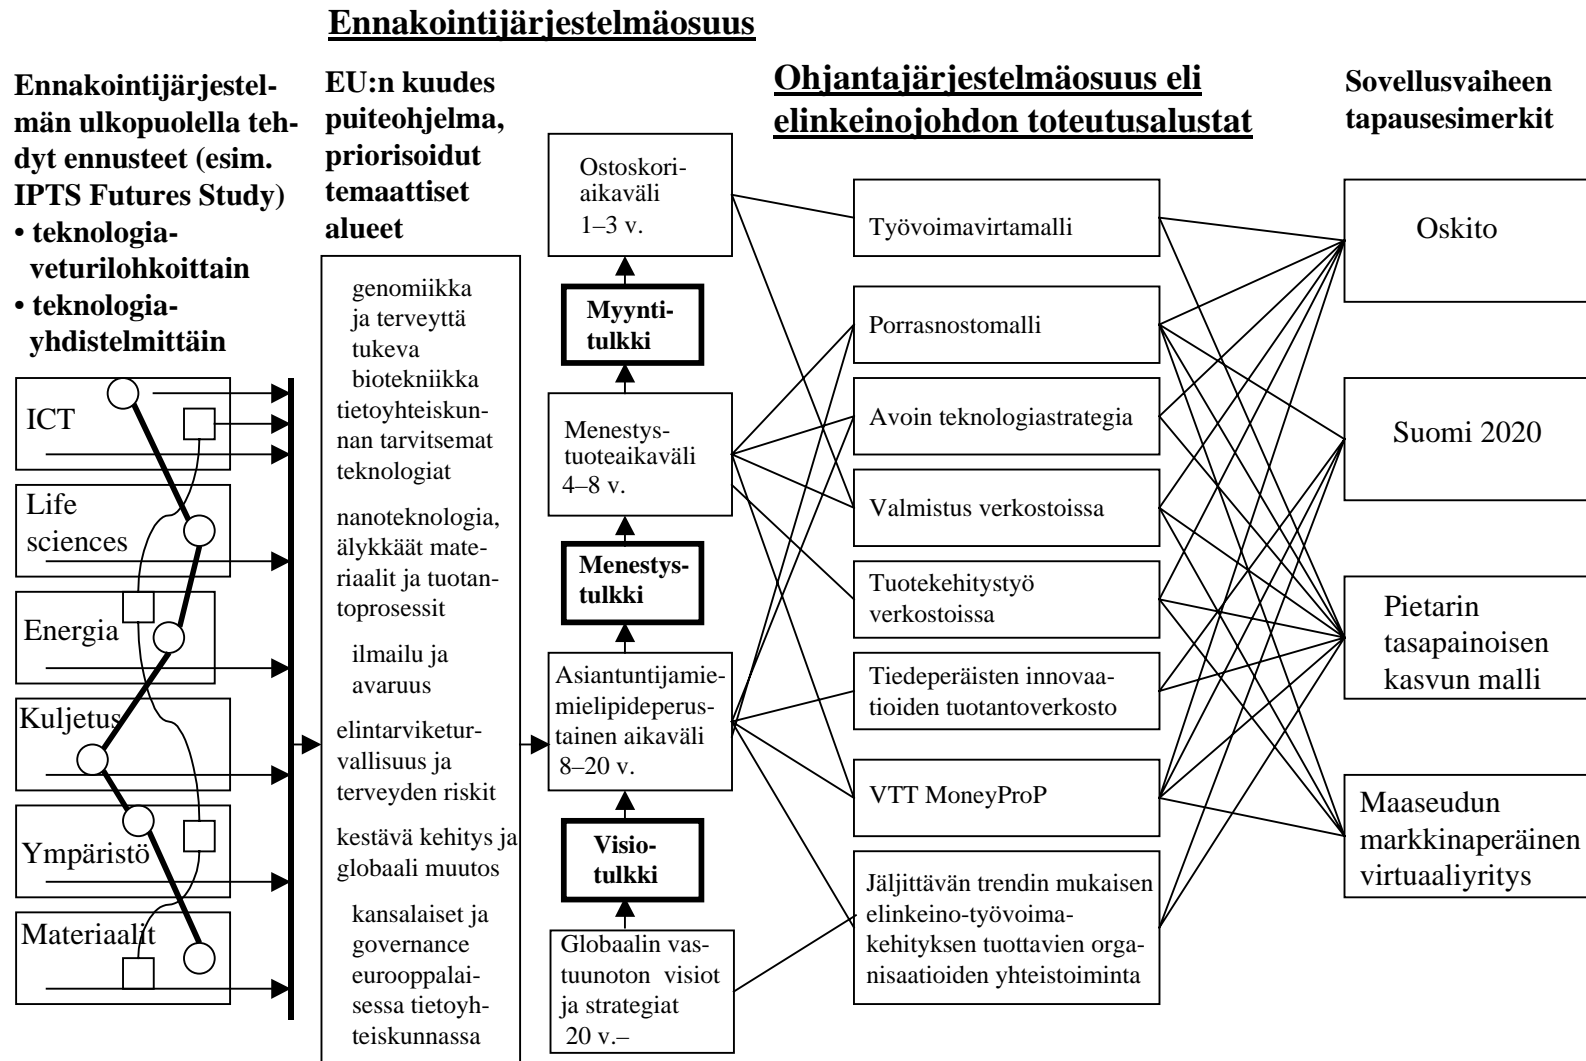 Ennakointijärjestelmäosuus
Ennakointijärjestel-
män ulkopuolella teh-
dyt ennusteet (esim.
IPTS Futures Study)
• teknologia-
veturilohkoittain
• teknologia-
yhdistelmittäin
ICT
Life
sciences
Energia
Kuljetus
Ympäristö
Materiaalit
EU:n kuudes
puiteohjelma,
priorisoidut
temaattiset
alueet
genomiikka
ja terveyttä
tukeva
biotekniikka
tietoyhteiskun-
nan tarvitsemat
teknologiat
nanoteknologia,
älykkäät mate-
riaalit ja tuotan-
toprosessit
ilmailu ja
avaruus
elintarviketur-
vallisuus ja
terveyden riskit
kestävä kehitys ja
globaali muutos
kansalaiset ja
governance
eurooppalai-
sessa tietoyh-
teiskunnassa
Ostoskori-
aikaväli
1–3 v.
Myynti-
tulkki
Menestys-
tuoteaikaväli
4–8 v.
Menestys-
tulkki
Asiantuntijamie-
mielipideperus-
tainen aikaväli
8–20 v.
Visio-
tulkki
Globaalin vas-
tuunoton visiot
ja strategiat
20 v.–
Ohjantajärjestelmäosuus eli
elinkeinojohdon toteutusalustat
Työvoimavirtamalli
Porrasnostomalli
Avoin teknologiastrategia
Valmistus verkostoissa
Tuotekehitystyö
verkostoissa
Tiedeperäisten innovaa-
tioiden tuotantoverkosto
VTT MoneyProP
Jäljittävän trendin mukaisen
elinkeino-työvoima-
kehityksen tuottavien orga-
nisaatioiden yhteistoiminta
Sovellusvaiheen
tapausesimerkit
Oskito
Suomi 2020
Pietarin
tasapainoisen
kasvun malli
Maaseudun
markkinaperäinen
virtuaaliyritys